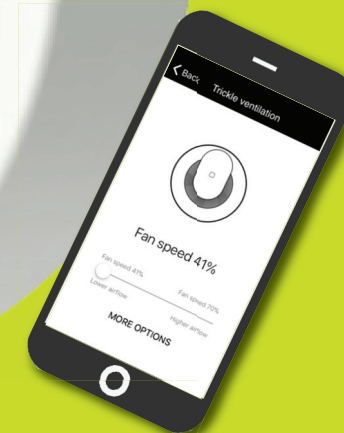 Back Trickle ventilation
Fan speed 41%
Fan speed 41% Fan speed 70%
Lower airflow Higher airflow
MORE OPTIONS